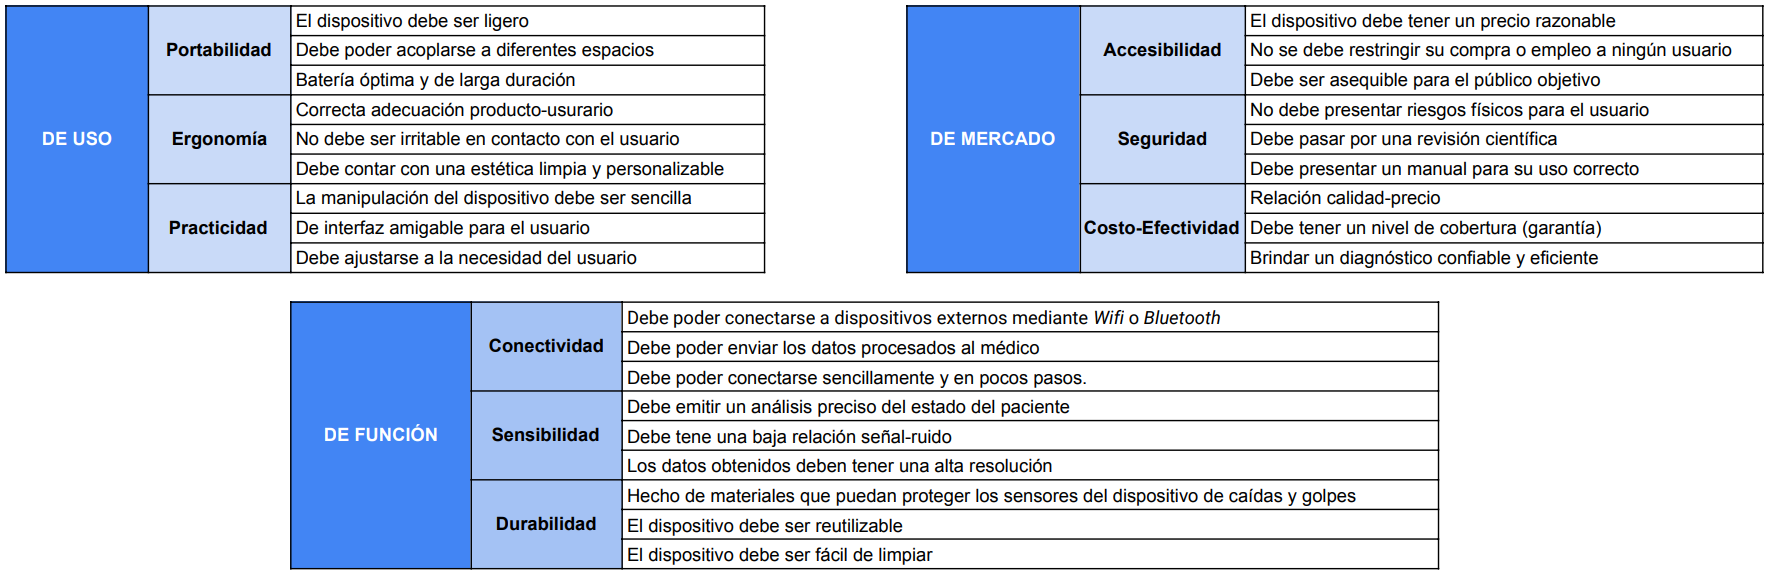 DE USO
Portabilidad
El dispositivo debe ser ligero
Debe poder acoplarse a diferentes espacios
Batería óptima y de larga duración
Ergonomía
Correcta adecuación producto-usurario
No debe ser irritable en contacto con el usuario
Debe contar con una estética limpia y personalizable
Practicidad
La manipulación del dispositivo debe ser sencilla
De interfaz amigable para el usuario
Debe ajustarse a la necesidad del usuario
DE MERCADO
Accesibilidad
El dispositivo debe tener un precio razonable
No se debe restringir su compra o empleo a ningún usuario
Debe ser asequible para el público objetivo
Seguridad
No debe presentar riesgos físicos para el usuario
Debe pasar por una revisión científica
Debe presentar un manual para su uso correcto
Costo-Efectividad
Relación calidad-precio
Debe tener un nivel de cobertura (garantía)
Brindar un diagnóstico confiable y eficiente
DE FUNCIÓN
Conectividad
Debe poder conectarse a dispositivos externos mediante Wifi o Bluetooth
Debe poder enviar los datos procesados al médico
Debe poder conectarse sencillamente y en pocos pasos.
Sensibilidad
Debe emitir un análisis preciso del estado del paciente
Debe tene una baja relación señal-ruido
Los datos obtenidos deben tener una alta resolución
Durabilidad
Hecho de materiales que puedan proteger los sensores del dispositivo de caídas y golpes
El dispositivo debe ser reutilizable
El dispositivo debe ser fácil de limpiar